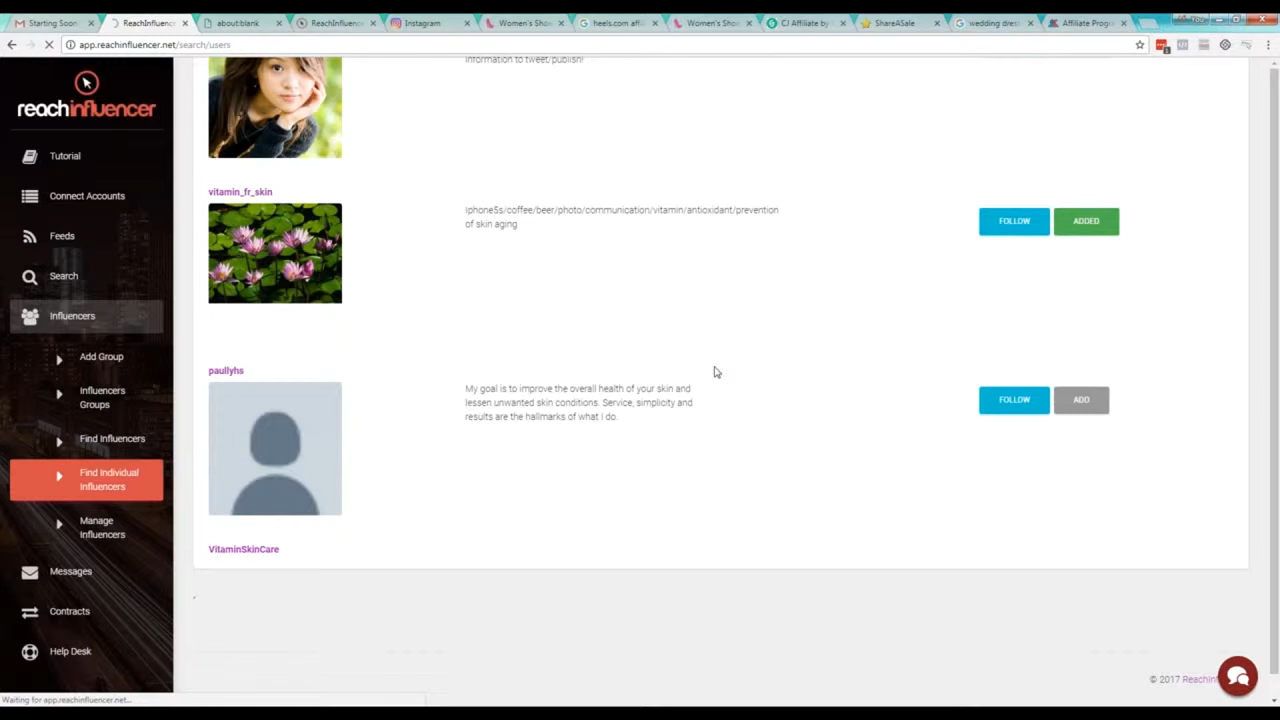 Starting Soon
ReachInfluenc
about:blank
ReachInfluenc
Instagram
Women's Sho
heels.com affil
Women's Sho
CJ Affiliate by
ShareASale
wedding dres
Affiliate Progr
You
app.reachinfluencer.net/search/users
reachinfluencer
Tutorial
Connect Accounts
Feeds
Search
Influencers
Add Group
Influencers
Groups
Find Influencers
Find Individual
Influencers
Manage
Influencers
Messages
Contracts
Help Desk
information to tweet/publish!
vitamin_fr_skin
Iphone5s/coffee/beer/photo/communication/vitamin/antioxidant/prevention
of skin aging
FOLLOW
ADDED
paullyhs
My goal is to improve the overall health of your skin and
lessen unwanted skin conditions. Service, simplicity and
results are the hallmarks of what I do.
FOLLOW
ADD
VitaminSkinCare
© 2017 ReachInf
Waiting for app.reachinfluencer.net...